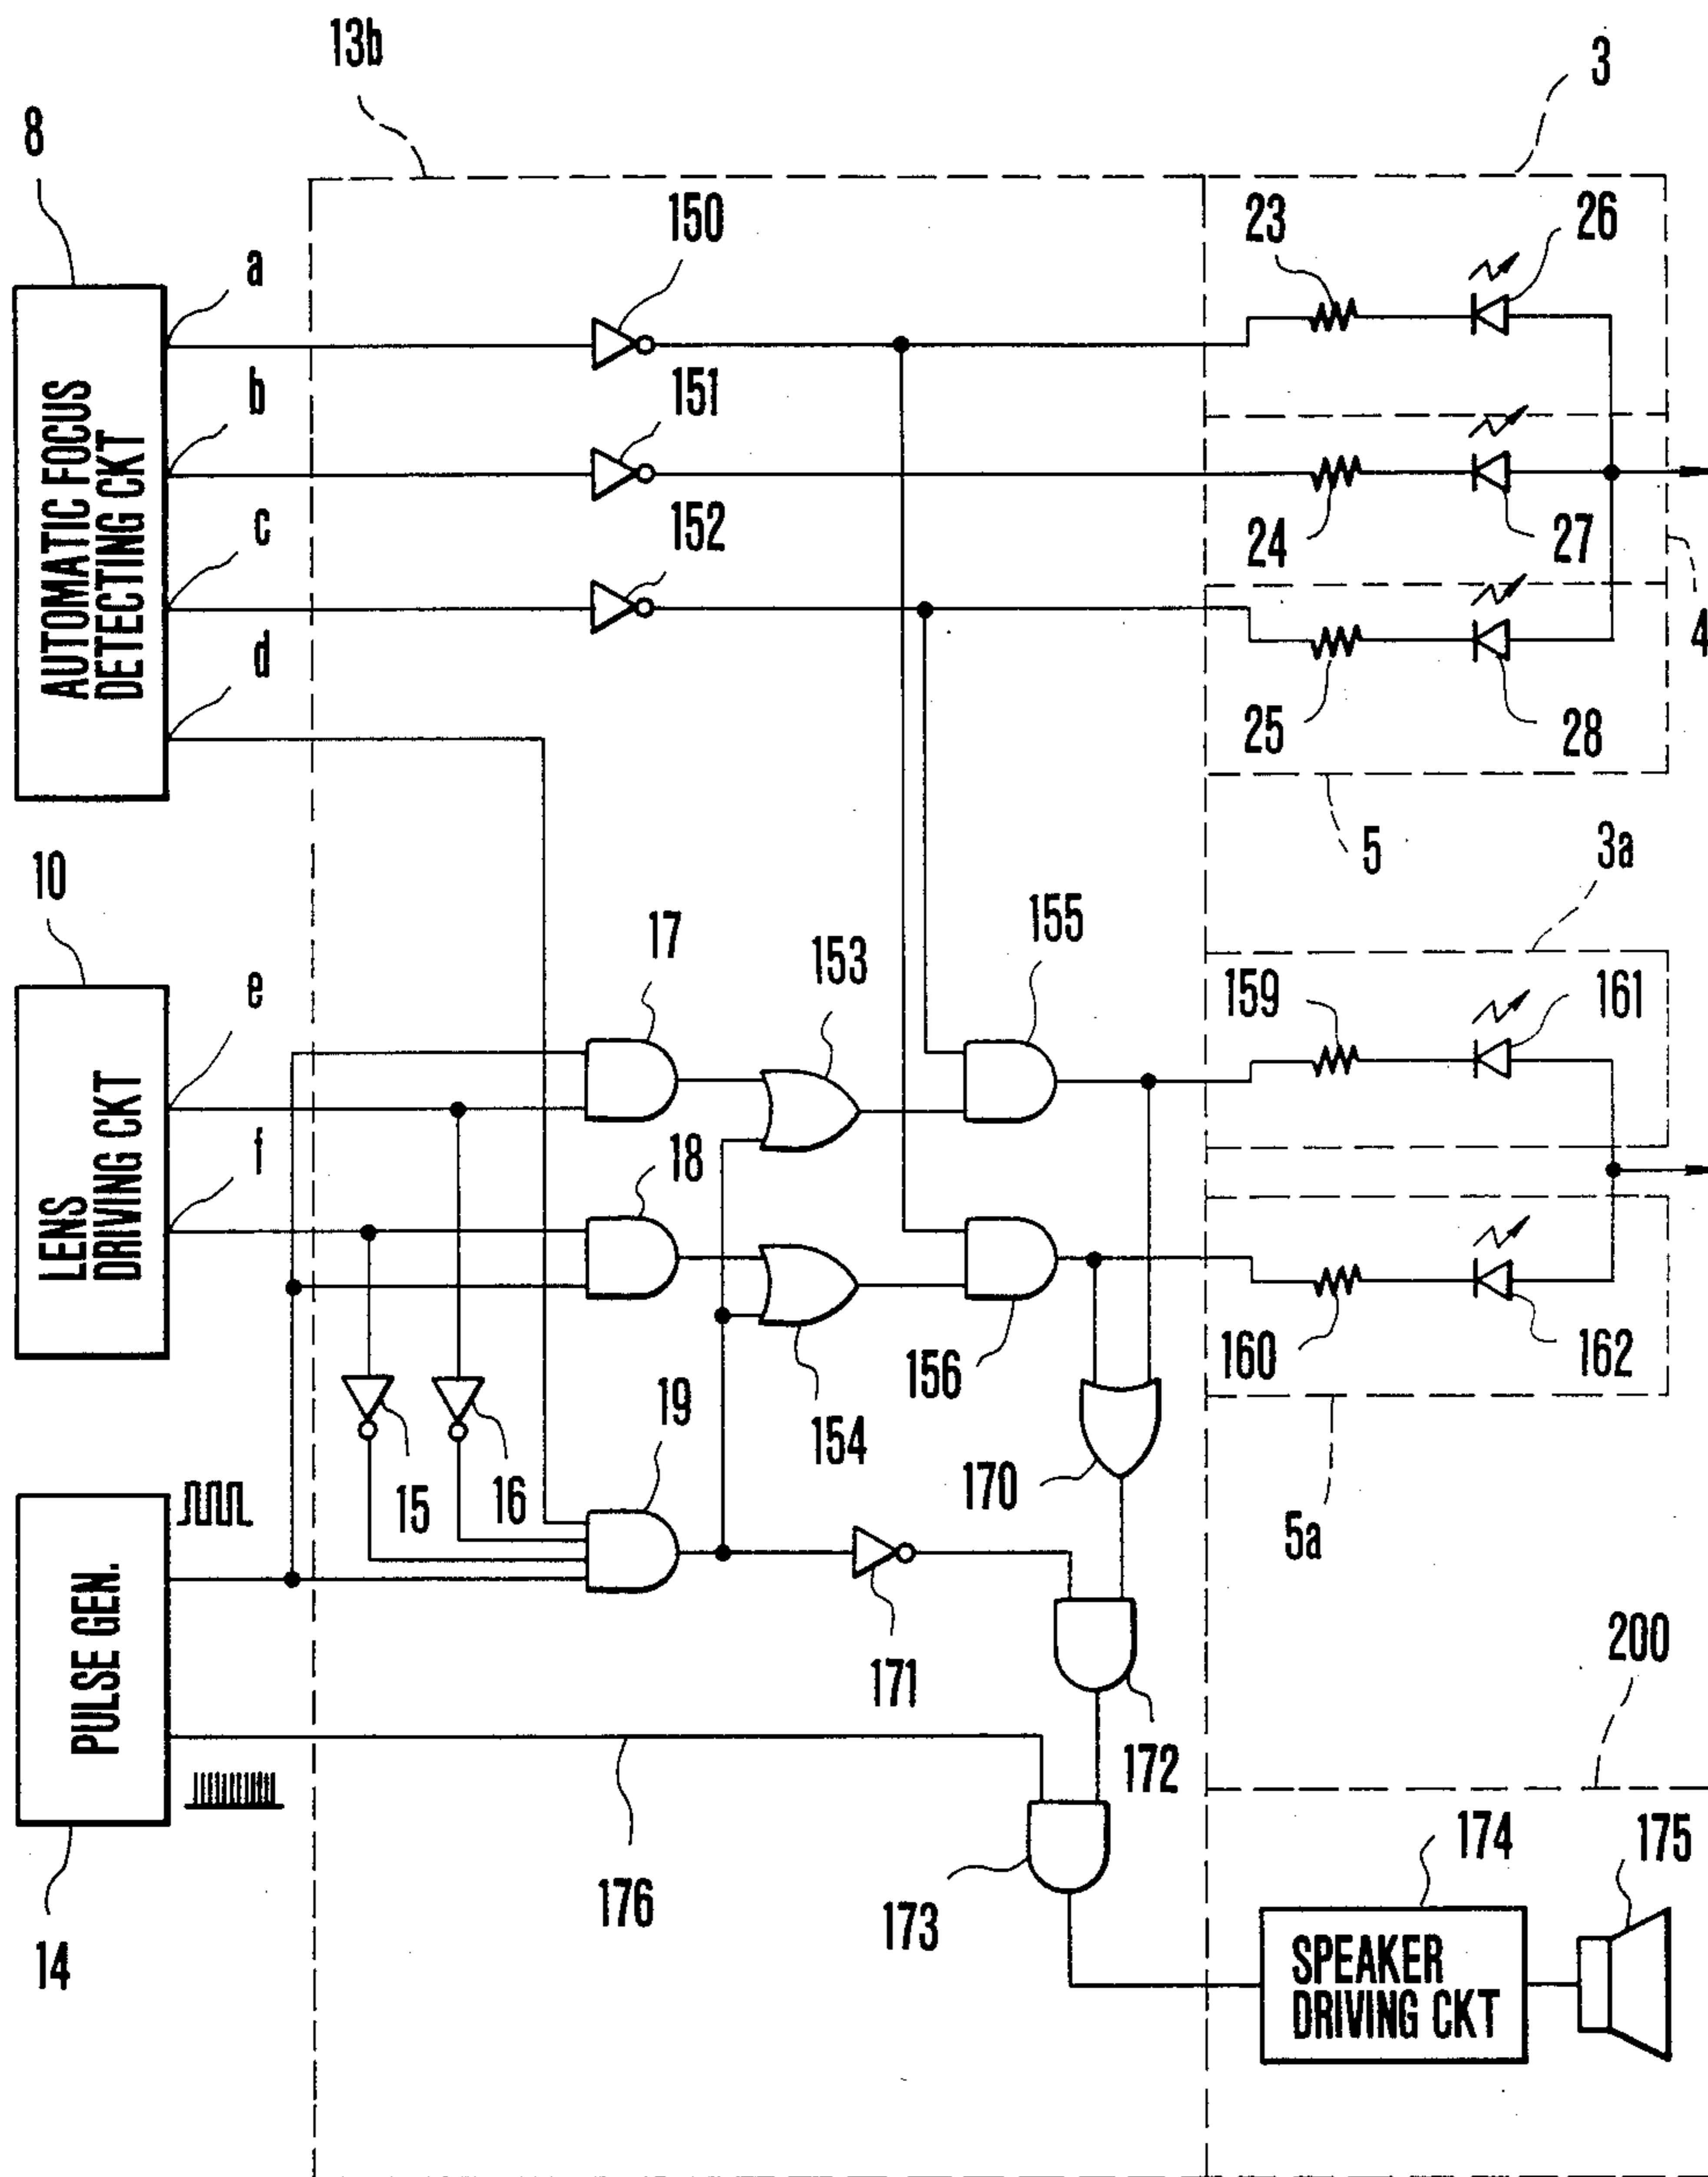 13b
3
8
150
23
26
a
b
151
c
152
24
27
d
4
25
28
10
5
3a
17
153
155
159
161
e
AUTOMATIC FOCUS
DETECTING CKT
f
18
LENS
DRIVING CKT
156
160
162
19
154
15
16
170
5a
171
200
PULSE GEN.
172
176
173
174
175
14
SPEAKER
DRIVING CKT